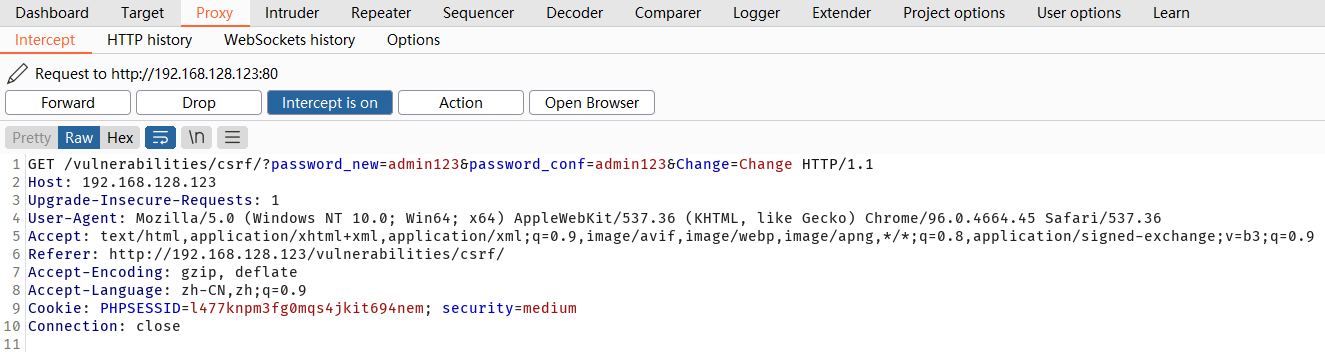 Dashboard Target Proxy Intruder Repeater Sequencer Decoder Comparer Logger Extender Project options User options Learn
Intercept HTTP history WebSockets history Options
Request to http://192.168.128.123:80
Forward Drop Intercept is on Action Open Browser
Pretty Raw Hex \n
1 GET /vulnerabilities/csrf/?password_new=admin123&password_conf=admin123&Change=Change HTTP/1.1
2 Host: 192.168.128.123
3 Upgrade-Insecure-Requests: 1
4 User-Agent: Mozilla/5.0 (Windows NT 10.0; Win64; x64) AppleWebKit/537.36 (KHTML, like Gecko) Chrome/96.0.4664.45 Safari/537.36
5 Accept: text/html,application/xhtml+xml,application/xml;q=0.9,image/avif,image/webp,image/apng,*/*;q=0.8,application/signed-exchange;v=b3;q=0.9
6 Referer: http://192.168.128.123/vulnerabilities/csrf/
7 Accept-Encoding: gzip, deflate
8 Accept-Language: zh-CN,zh;q=0.9
9 Cookie: PHPSESSID=l477knpm3fg0mqs4jkit694nem; security=medium
10 Connection: close
11